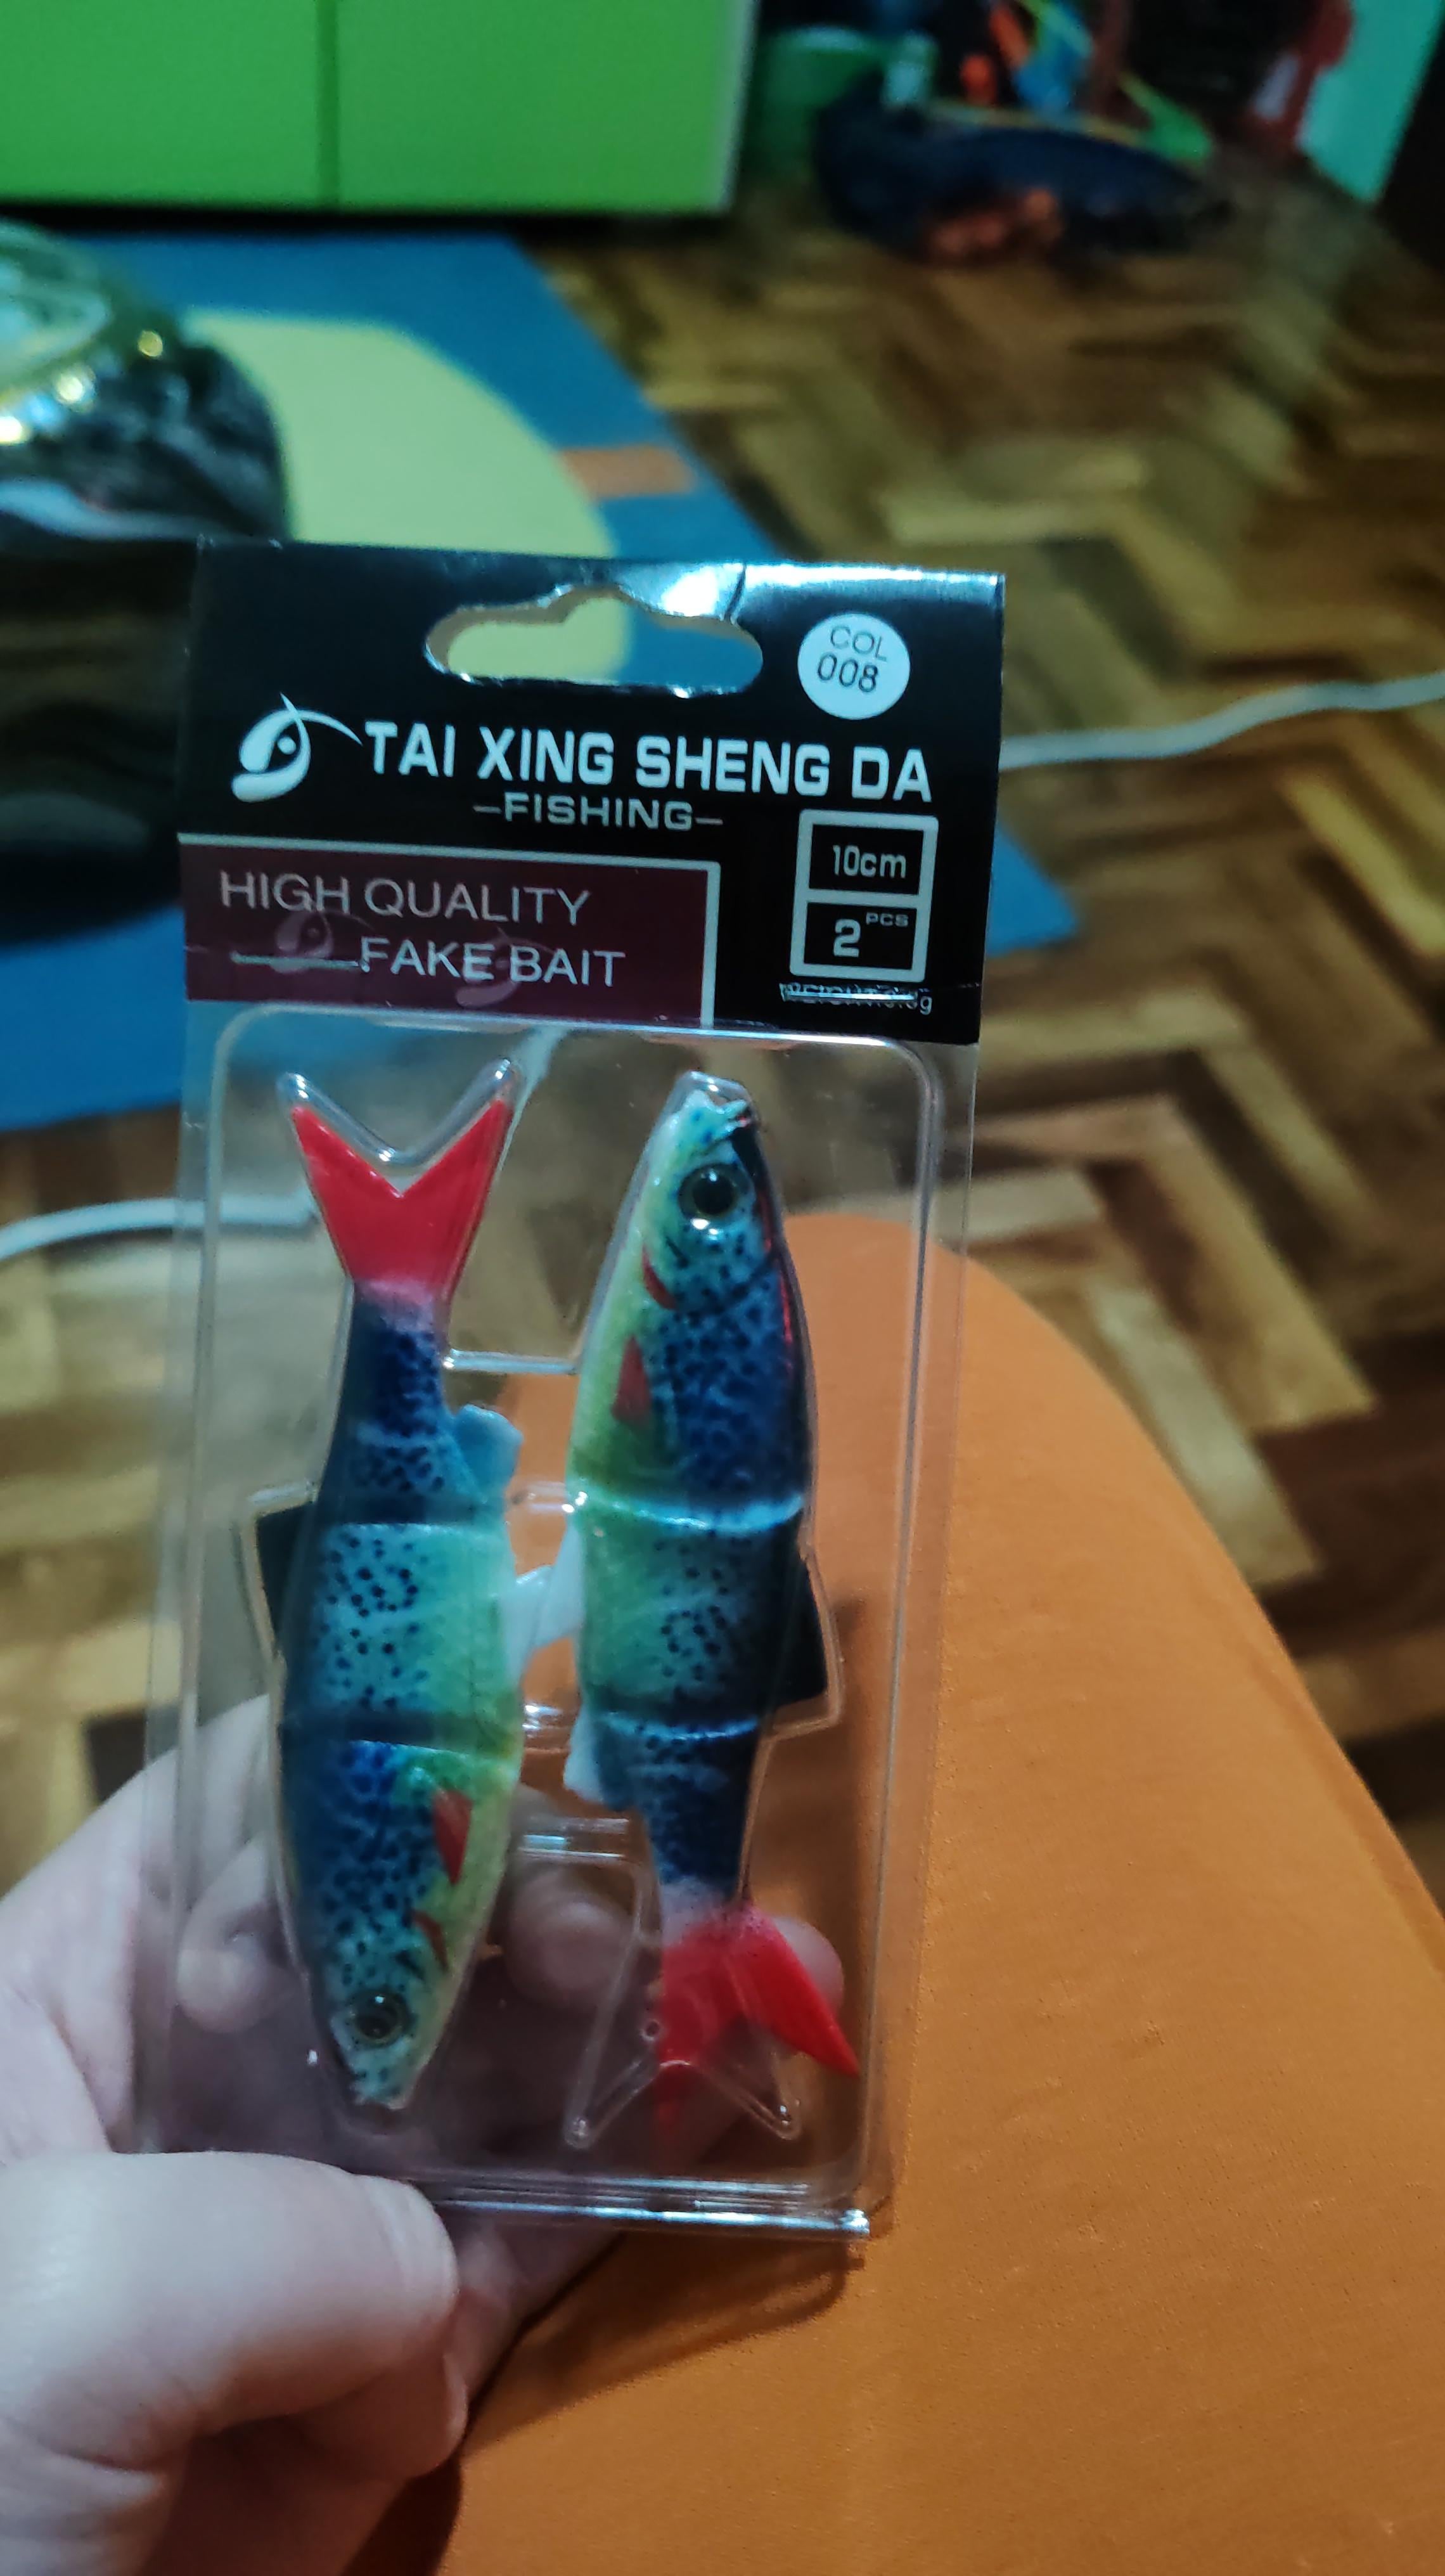 COL
008
TAI XING SHENG DA
–FISHING–
10cm
2 PCS
HIGH QUALITY
FAKE BAIT